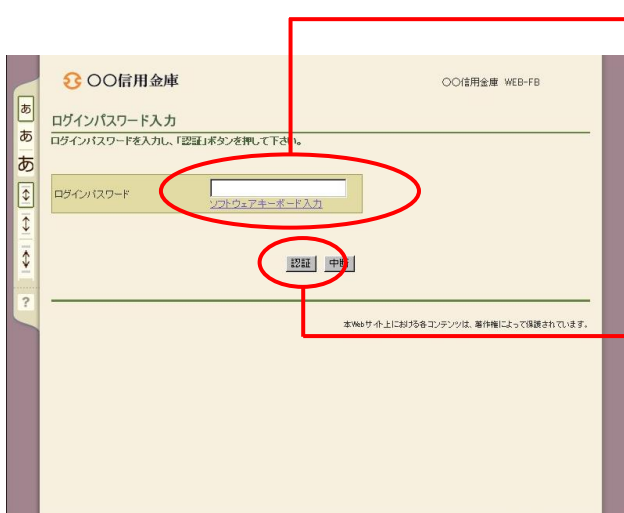 〇〇信用金庫
〇〇信用金庫 WEB-FB
あ
あ
あ
ログインパスワード入力
ログインパスワードを入力し、「認証」ボタンを押して下さい。
ログインパスワード
ソフトウェアキーボード入力
認証 中断
?
本Webサイト上における各コンテンツは、著作権によって保護されています。